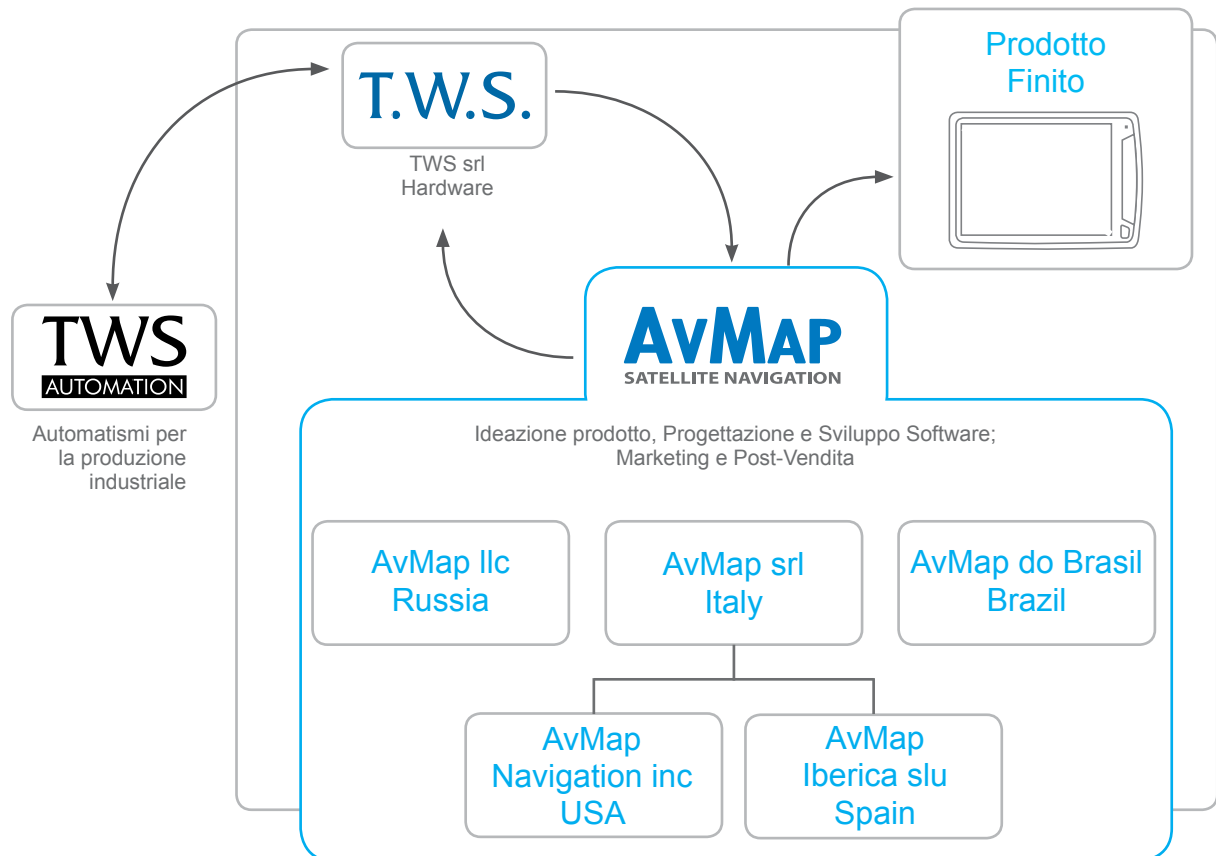 Prodotto
Finito
T.W.S.
TWS srl
Hardware
TWS
AUTOMATION
Automatismi per
la produzione
industriale
AVMAP
SATELLITE NAVIGATION
Ideazione prodotto, Progettazione e Sviluppo Software;
Marketing e Post-Vendita
AvMap llc
Russia
AvMap srl
Italy
AvMap do Brasil
Brazil
AvMap
Navigation inc
USA
AvMap
Iberica slu
Spain